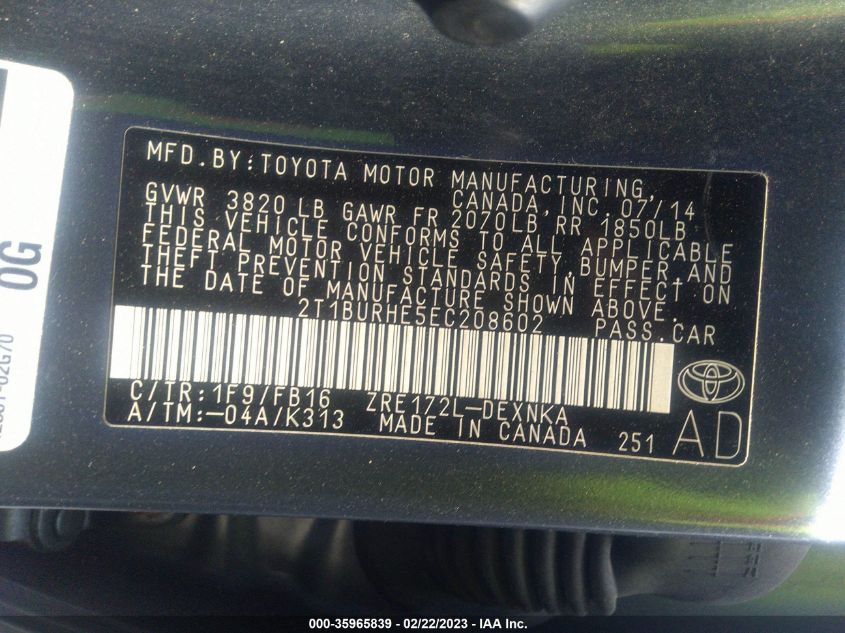 MFD.BY:TOYOTA MOTOR MANUFACTURING,
CANADA, INC. 07/14
GVWR 3820 LB GAWR FR 2070LB RR 1850LB
THIS VEHICLE CONFORMS TO ALL APPLICABLE
FEDERAL MOTOR VEHICLE SAFETY, BUMPER, AND
THEFT PREVENTION STANDARDS IN EFFECT ON
THE DATE OF MANUFACTURE SHOWN ABOVE.
2T1BURHE5EC208602 PASS.CAR
C/TR:1F9/FB16 ZRE172L-DEXNKA
A/TM:-04A/K313 MADE IN CANADA 251
AD
0G
000-35965839 - 02/22/2023 - IAA Inc.